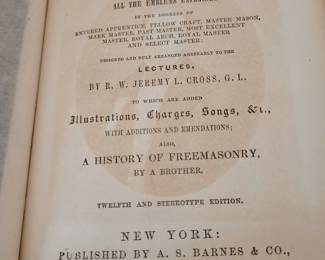 ALL THE EMBLEMS EXPLAINED
IN THE DEGREES OF
ENTERED APPRENTICE, FELLOW CRAFT, MASTER MASON,
MARK MASTER, PAST MASTER, MOST EXCELLENT
MASTER, ROYAL ARCH, ROYAL MASTER
AND SELECT MASTER:
DESIGNED AND DULY ARRANGED AGREEABLY TO THE
LECTURES,
BY R. W. JEREMY L. CROSS, G. L.
TO WHICH ARE ADDED
Illustrations, Charges, Songs, &c.,
WITH ADDITIONS AND EMENDATIONS;
ALSO,
A HISTORY OF FREEMASONRY,
BY A BROTHER.
TWELFTH AND STEREOTYPE EDITION.
NEW YORK:
PUBLISHED BY A. S. BARNES & CO.,